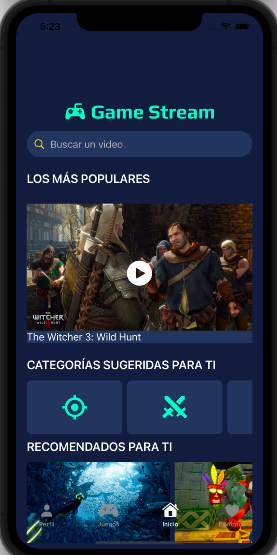 5:23
Game Stream
Buscar un video
LOS MÁS POPULARES
THE WITCHER
WILD HUNT
The Witcher 3: Wild Hunt
CATEGORÍAS SUGERIDAS PARA TI
RECOMENDADOS PARA TI
Perfil
Juegos
Inicio
Favoritos